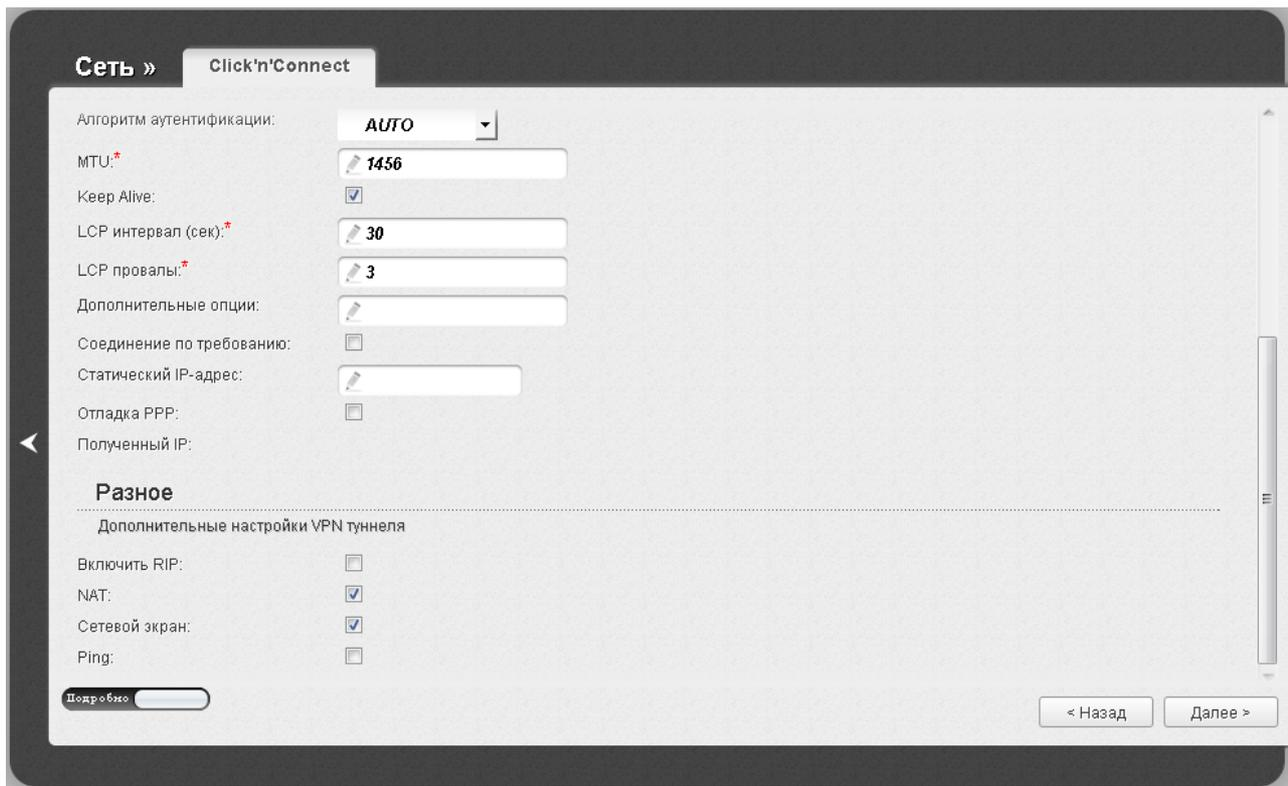 Сеть »
Click'n'Connect
Алгоритм аутентификации: AUTO
MTU:* 1456
Keep Alive:
LCP интервал (сек):* 30
LCP провалы:* 3
Дополнительные опции:
Соединение по требованию:
Статический IP-адрес:
Отладка PPP:
Полученный IP:
Разное
Дополнительные настройки VPN туннеля
Включить RIP:
NAT:
Сетевой экран:
Ping:
Подробно
< Назад
Далее >